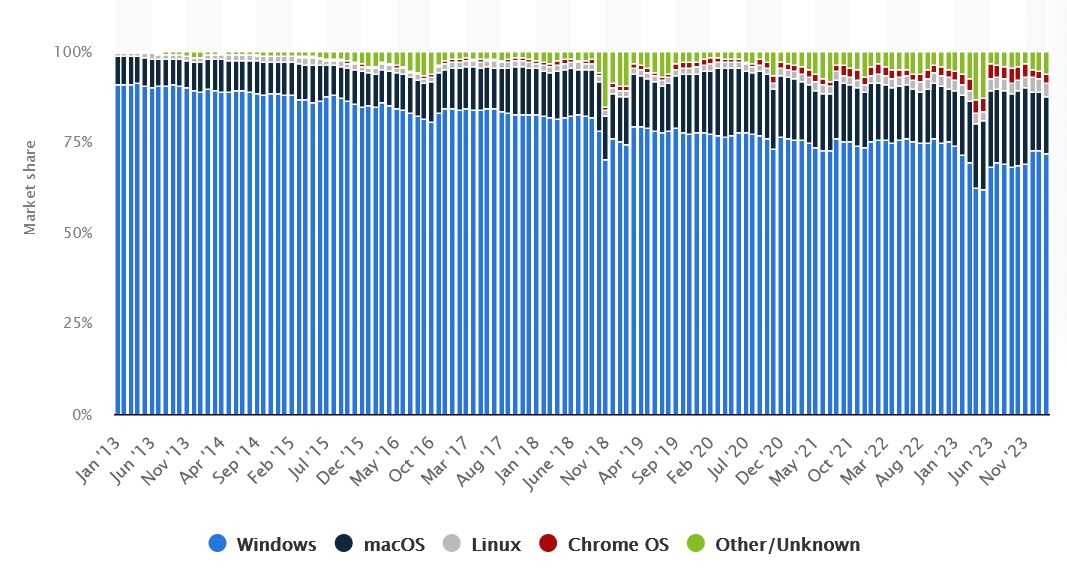 100%
75%
50%
25%
0%
Market share
Jan '13
Jun '13
Nov '13
Apr '14
Sep '14
Feb '15
Jul '15
Dec '15
May '16
Oct '16
Mar '17
Aug '17
Jan '18
June '18
Nov '18
Apr '19
Sep '19
Feb '20
Jul '20
Dec '20
May '21
Oct '21
Mar '22
Aug '22
Jan '23
Jun '23
Nov '23
Windows macOS Linux Chrome OS Other/Unknown